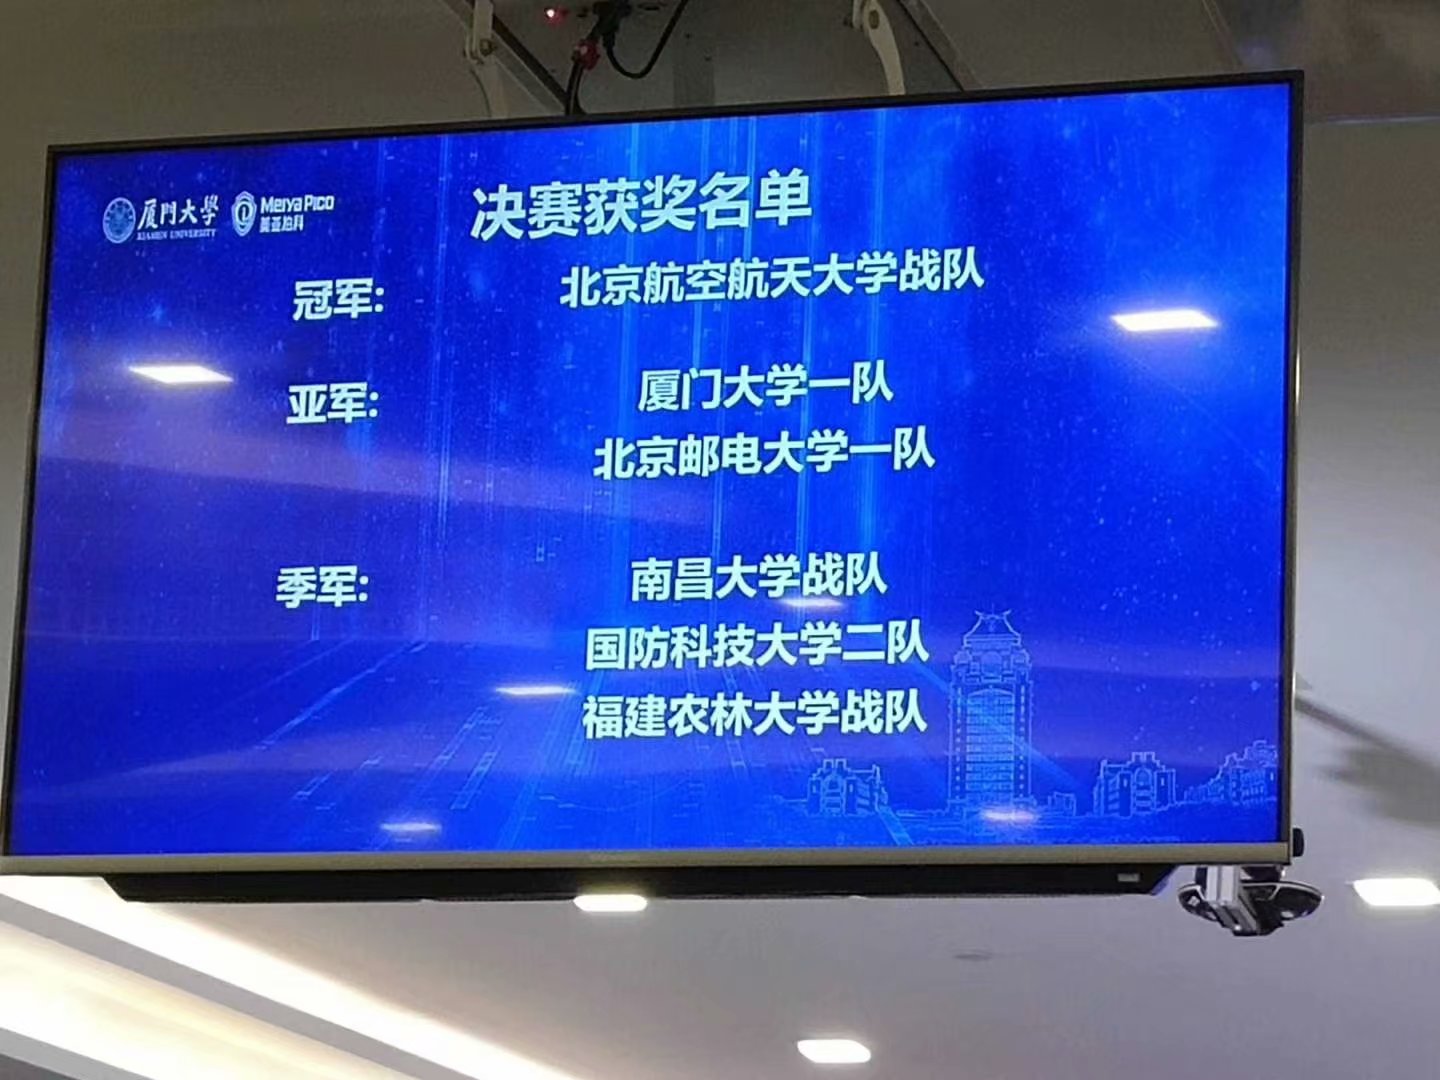 厦門大學
XIAMEN UNIVERSITY
Meiya Pico
美亚柏科
决赛获奖名单
冠军: 北京航空航天大学战队
亚军: 厦门大学一队
北京邮电大学一队
季军: 南昌大学战队
国防科技大学二队
福建农林大学战队